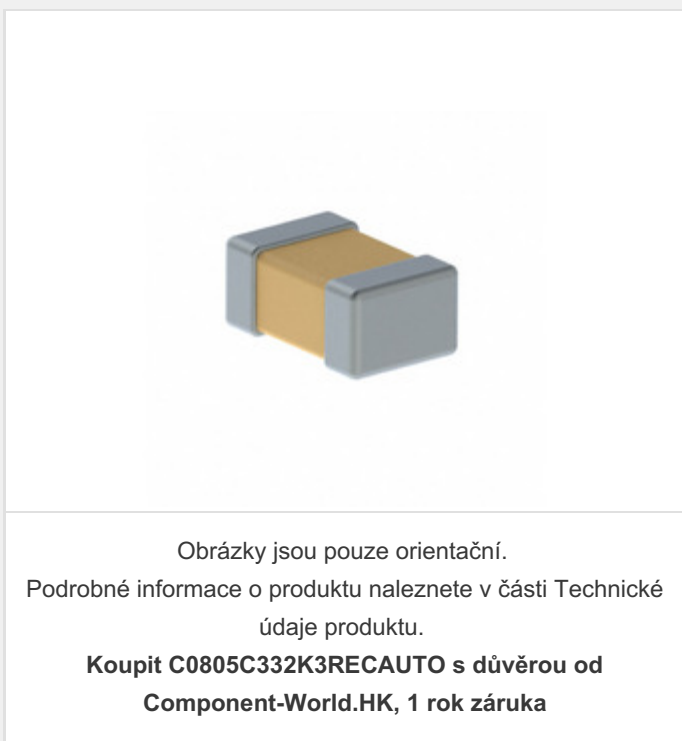 Obrázky jsou pouze orientační.
Podrobné informace o produktu naleznete v části Technické
údaje produktu.
Koupit C0805C332K3RECAUTO s důvěrou od
Component-World.HK, 1 rok záruka